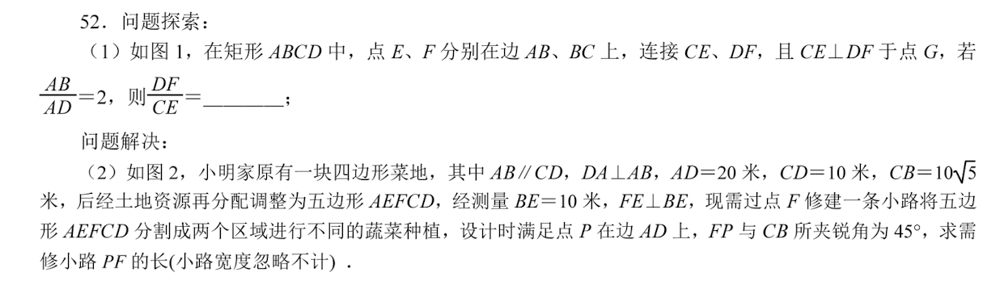 52．问题探索：
（1）如图 1，在矩形 ABCD 中，点 E、F 分别在边 AB、BC 上，连接 CE、DF，且 CE⊥DF 于点 G，若
AB/AD＝2，则DF/CE＝________；
问题解决：
（2）如图 2，小明家原有一块四边形菜地，其中 AB∥CD，DA⊥AB，AD＝20 米，CD＝10 米，CB＝10√5
米，后经土地资源再分配调整为五边形 AEFCD，经测量 BE＝10 米，FE⊥BE，现需过点 F 修建一条小路将五边
形 AEFCD 分割成两个区域进行不同的蔬菜种植，设计时满足点 P 在边 AD 上，FP 与 CB 所夹锐角为 45°，求需
修小路 PF 的长(小路宽度忽略不计) ．